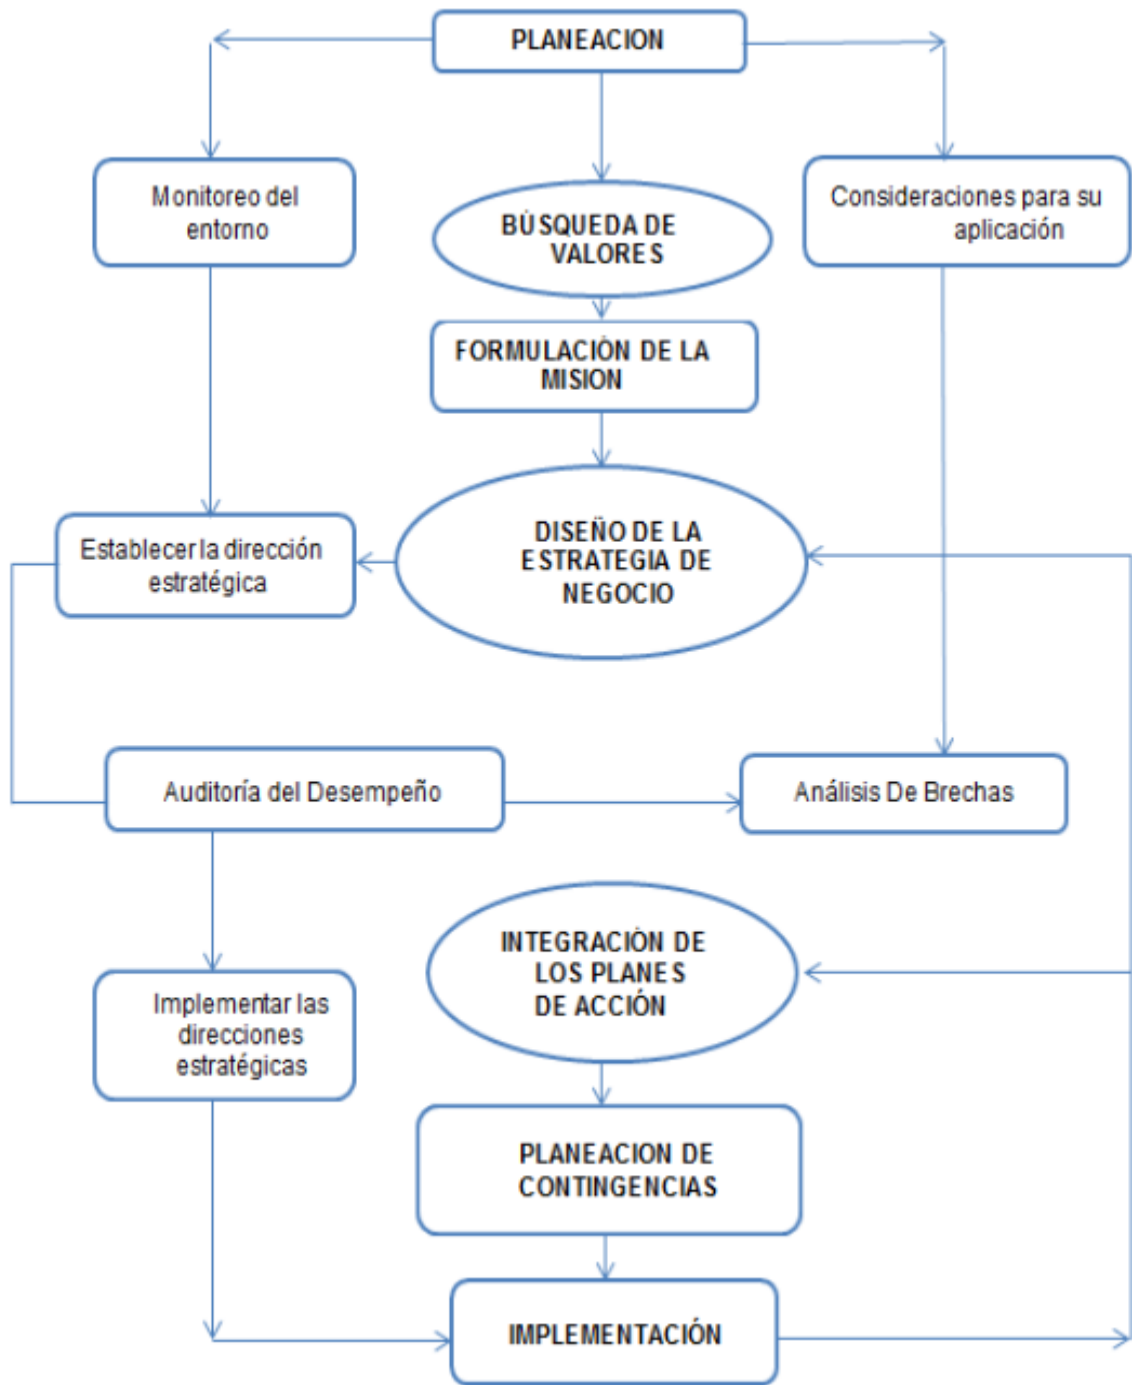 PLANEACION
Monitoreo del
entorno
BÚSQUEDA DE
VALORES
Consideraciones para su
aplicación
FORMULACIÓN DE LA
MISION
Establecer la dirección
estratégica
DISEÑO DE LA
ESTRATEGIA DE
NEGOCIO
Auditoría del Desempeño
Análisis De Brechas
INTEGRACIÓN DE
LOS PLANES
DE ACCIÓN
Implementar las
direcciones
estratégicas
PLANEACION DE
CONTINGENCIAS
IMPLEMENTACIÓN